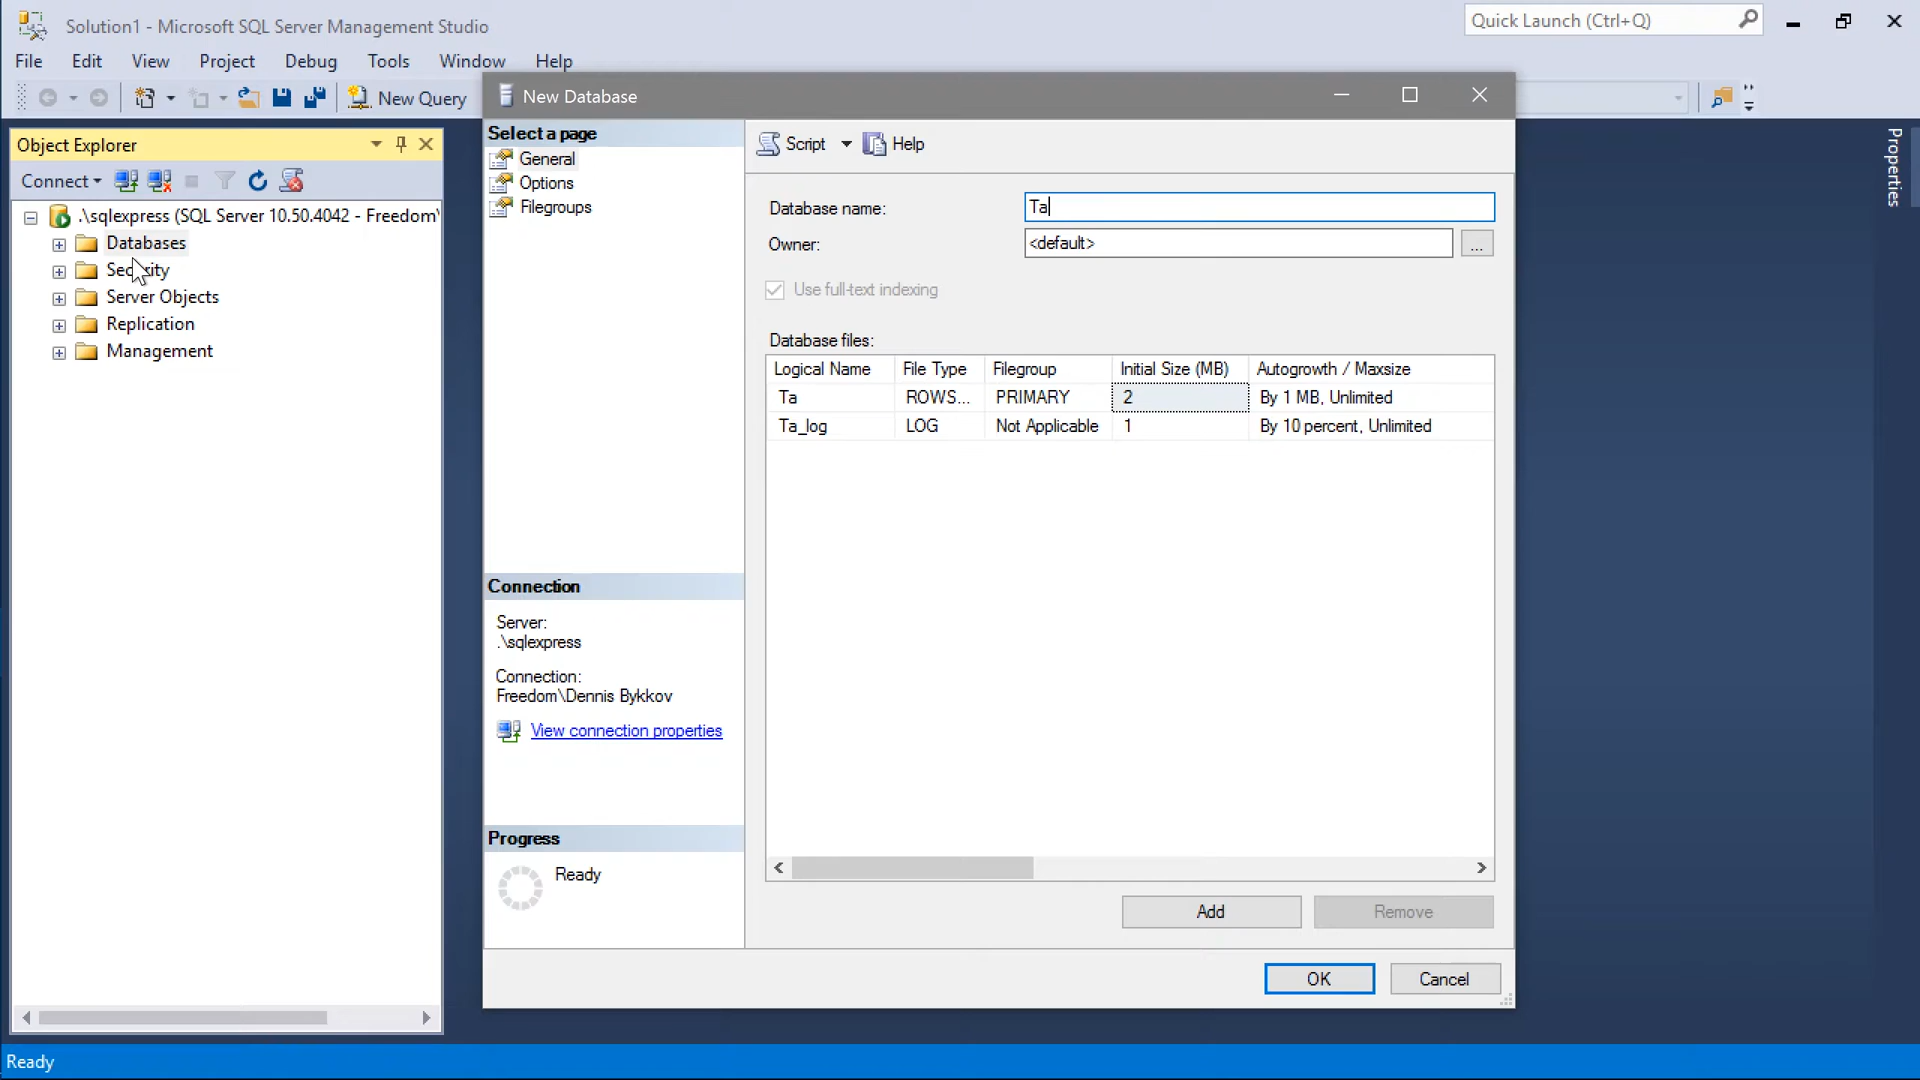 Solution1 - Microsoft SQL Server Management Studio
Quick Launch (Ctrl+Q)
File Edit View Project Debug Tools Window Help
New Query
Object Explorer
Connect
.\sqlexpress (SQL Server 10.50.4042 - Freedom\
Databases
Security
Server Objects
Replication
Management
New Database
Select a page
General
Options
Filegroups
Connection
Server:
.\sqlexpress
Connection:
Freedom\Dennis Bykkov
View connection properties
Progress
Ready
Script Help
Database name: Ta
Owner: <default> ...
Use full-text indexing
Database files:
Logical Name File Type Filegroup Initial Size (MB) Autogrowth / Maxsize
Ta ROWS... PRIMARY 2 By 1 MB, Unlimited
Ta_log LOG Not Applicable 1 By 10 percent, Unlimited
Add Remove
OK Cancel
Properties
Ready